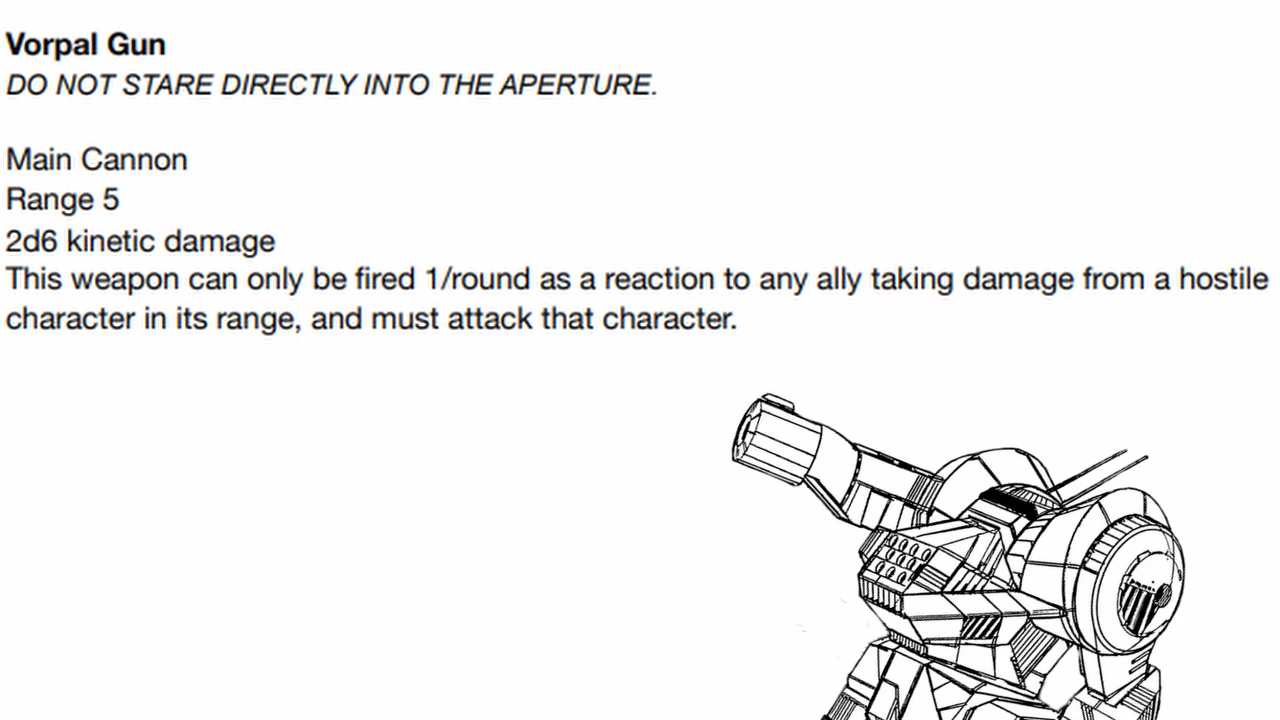 Vorpal Gun
DO NOT STARE DIRECTLY INTO THE APERTURE.
Main Cannon
Range 5
2d6 kinetic damage
This weapon can only be fired 1/round as a reaction to any ally taking damage from a hostile
character in its range, and must attack that character.